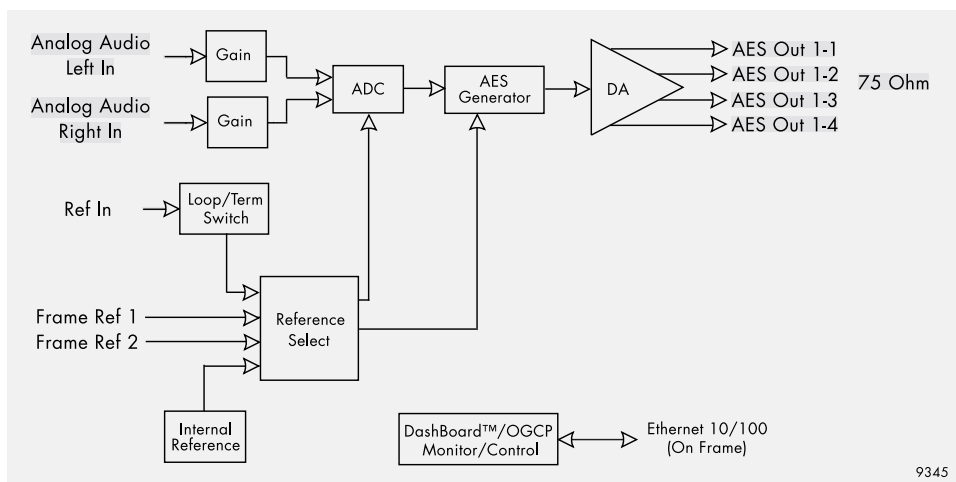 Analog Audio
Left In
Gain
Analog Audio
Right In
Gain
ADC
AES
Generator
DA
AES Out 1-1
AES Out 1-2
AES Out 1-3
AES Out 1-4
75 Ohm
Ref In
Loop/Term
Switch
Frame Ref 1
Frame Ref 2
Reference
Select
Internal
Reference
DashBoard™/OGCP
Monitor/Control
Ethernet 10/100
(On Frame)
9345